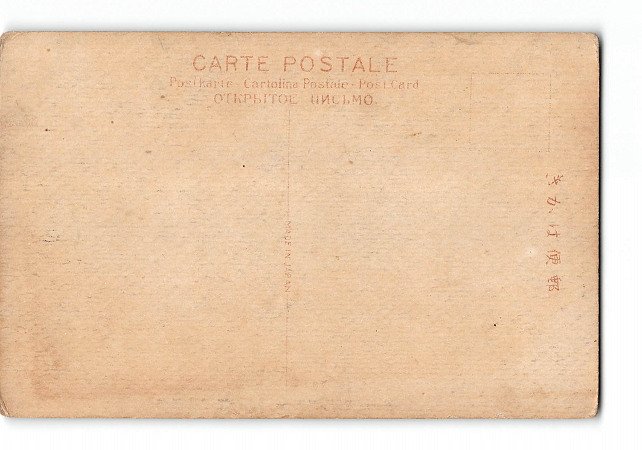 CARTE POSTALE
Postkarte - Cartolina Postale - Post Card
ОТКРЫТОЕ ПИСЬМО.
MADE IN JAPAN
きかは便郵